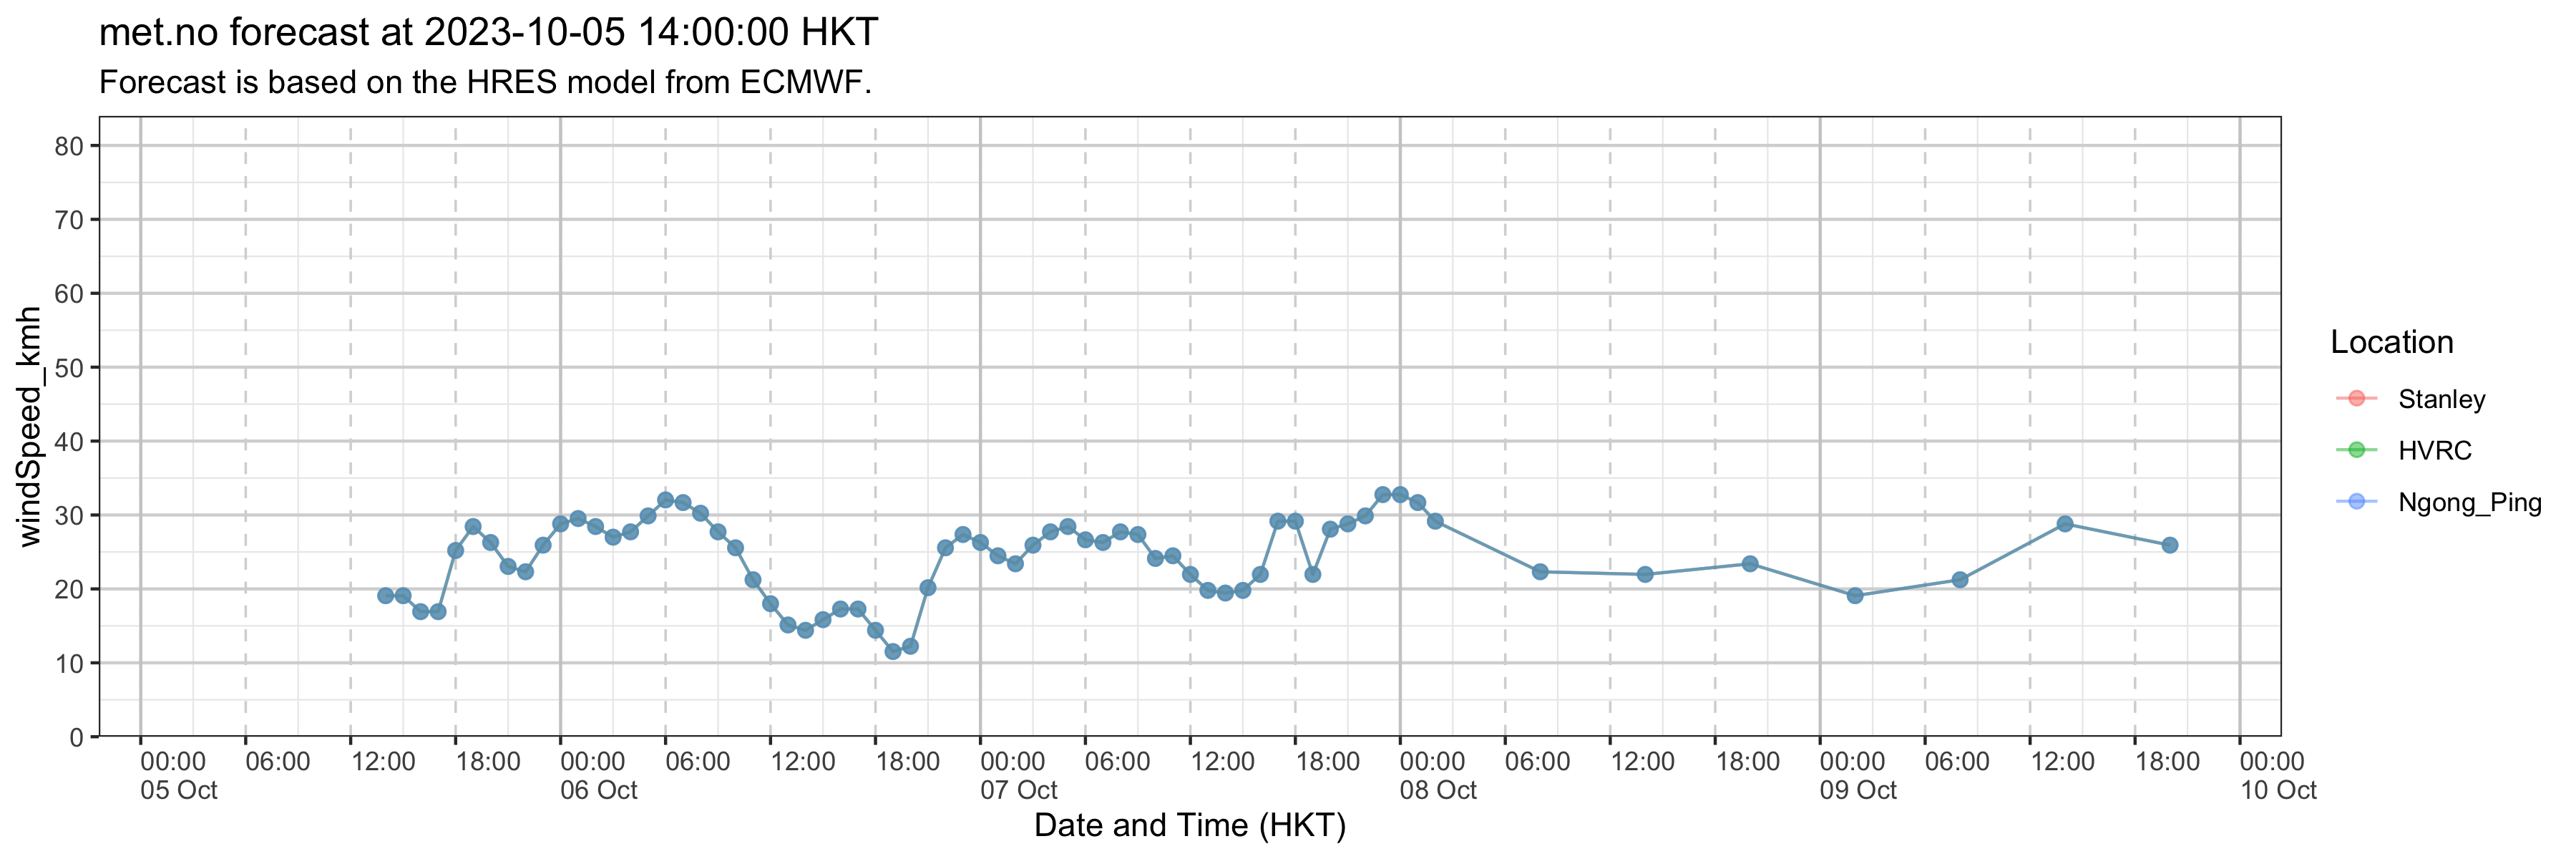 met.no forecast at 2023-10-05 14:00:00 HKT
Forecast is based on the HRES model from ECMWF.
windSpeed_kmh
80
70
60
50
40
30
20
10
0
00:00 06:00 12:00 18:00 00:00 06:00 12:00 18:00 00:00 06:00 12:00 18:00 00:00 06:00 12:00 18:00 00:00 06:00 12:00 18:00 00:00
05 Oct 06 Oct 07 Oct 08 Oct 09 Oct 10 Oct
Date and Time (HKT)
Location
Stanley
HVRC
Ngong_Ping